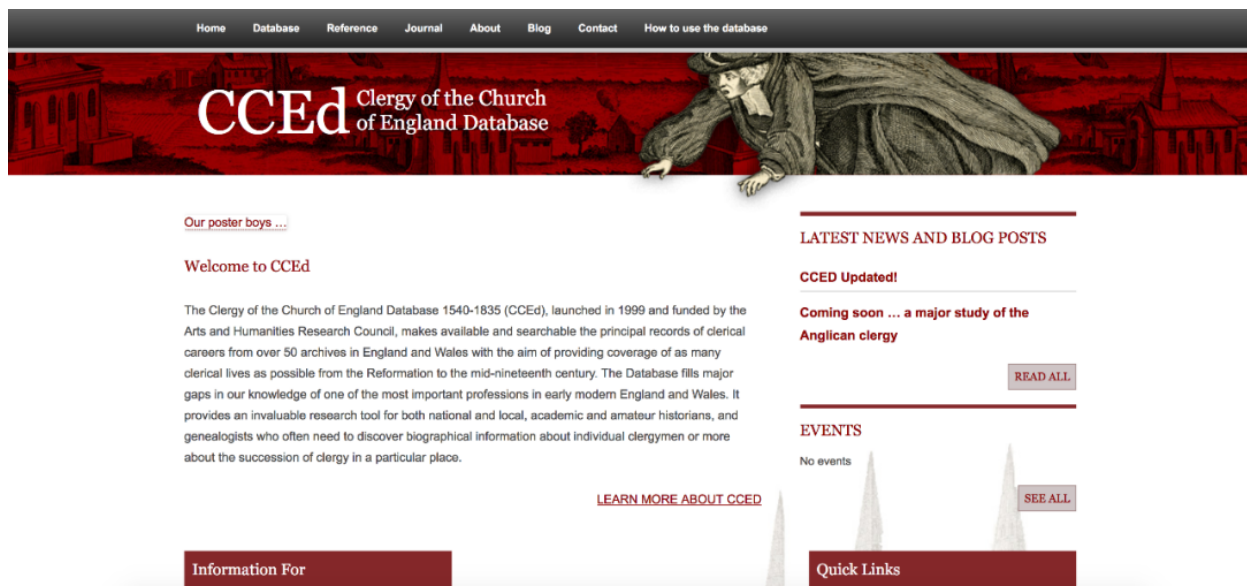 Home Database Reference Journal About Blog Contact How to use the database
CCEd Clergy of the Church
of England Database
Our poster boys ...
Welcome to CCEd
The Clergy of the Church of England Database 1540-1835 (CCEd), launched in 1999 and funded by the
Arts and Humanities Research Council, makes available and searchable the principal records of clerical
careers from over 50 archives in England and Wales with the aim of providing coverage of as many
clerical lives as possible from the Reformation to the mid-nineteenth century. The Database fills major
gaps in our knowledge of one of the most important professions in early modern England and Wales. It
provides an invaluable research tool for both national and local, academic and amateur historians, and
genealogists who often need to discover biographical information about individual clergymen or more
about the succession of clergy in a particular place.
LEARN MORE ABOUT CCED
LATEST NEWS AND BLOG POSTS
CCED Updated!
Coming soon ... a major study of the
Anglican clergy
READ ALL
EVENTS
No events
SEE ALL
Information For
Quick Links